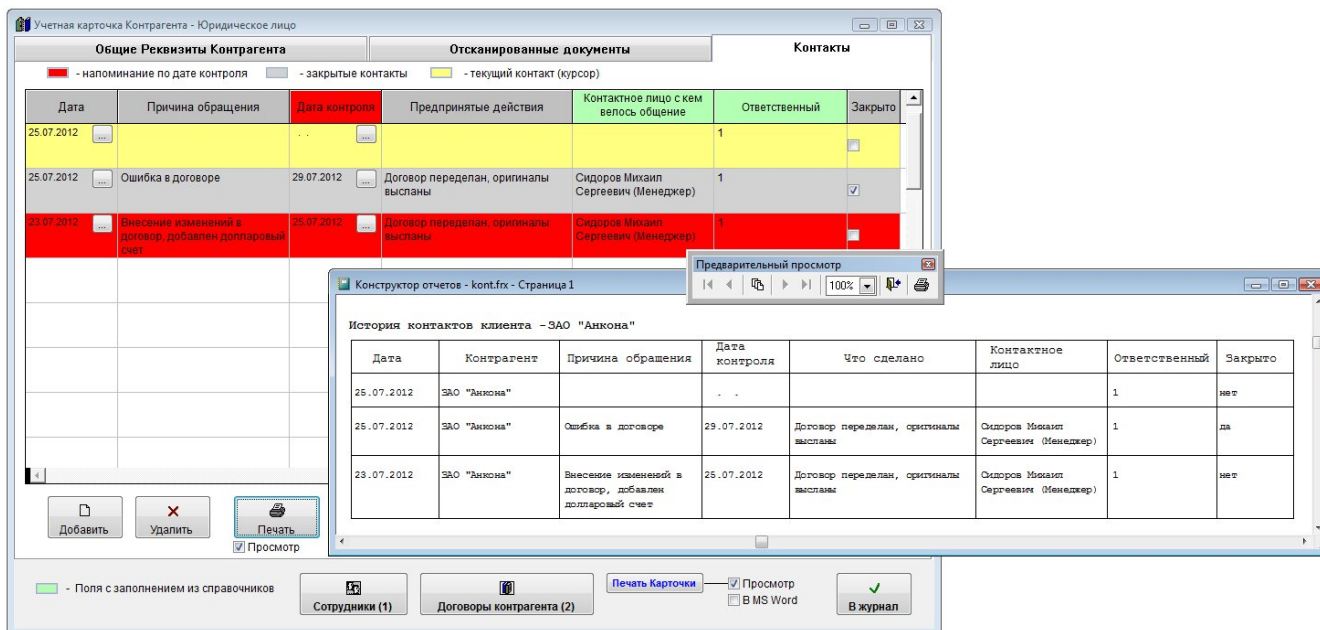 Учетная карточка Контрагента - Юридическое лицо
Общие Реквизиты Контрагента Отсканированные документы Контакты
- напоминание по дате контроля - закрытые контакты - текущий контакт (курсор)
Дата Причина обращения Дата контроля Предпринятые действия Контактное лицо с кем велось общение Ответственный Закрыто
25.07.2012 ... . . ... 1
25.07.2012 ... Ошибка в договоре 29.07.2012 ... Договор переделан, оригиналы 
высланы Сидоров Михаил 
Сергеевич (Менеджер) 1
23.07.2012 ... Внесение изменений в 
договор, добавлен долларовый 
счет 25.07.2012 ... Договор переделан, оригиналы 
высланы Сидоров Михаил 
Сергеевич (Менеджер) 1
Предварительный просмотр
100%
Конструктор отчетов - kont.frx - Страница 1
История контактов клиента -ЗАО "Анкона"
Дата Контрагент Причина обращения Дата контроля Что сделано Контактное лицо Ответственный Закрыто
25.07.2012 ЗАО "Анкона" . . 1 нет
25.07.2012 ЗАО "Анкона" Ошибка в договоре 29.07.2012 Договор переделан, оригиналы 
высланы Сидоров Михаил 
Сергеевич (Менеджер) 1 да
23.07.2012 ЗАО "Анкона" Внесение изменений в 
договор, добавлен 
долларовый счет 25.07.2012 Договор переделан, оригиналы 
высланы Сидоров Михаил 
Сергеевич (Менеджер) 1 нет
Добавить Удалить Печать
Просмотр
- Поля с заполнением из справочников
Сотрудники (1) Договоры контрагента (2) Печать Карточки Просмотр
В MS Word
В журнал